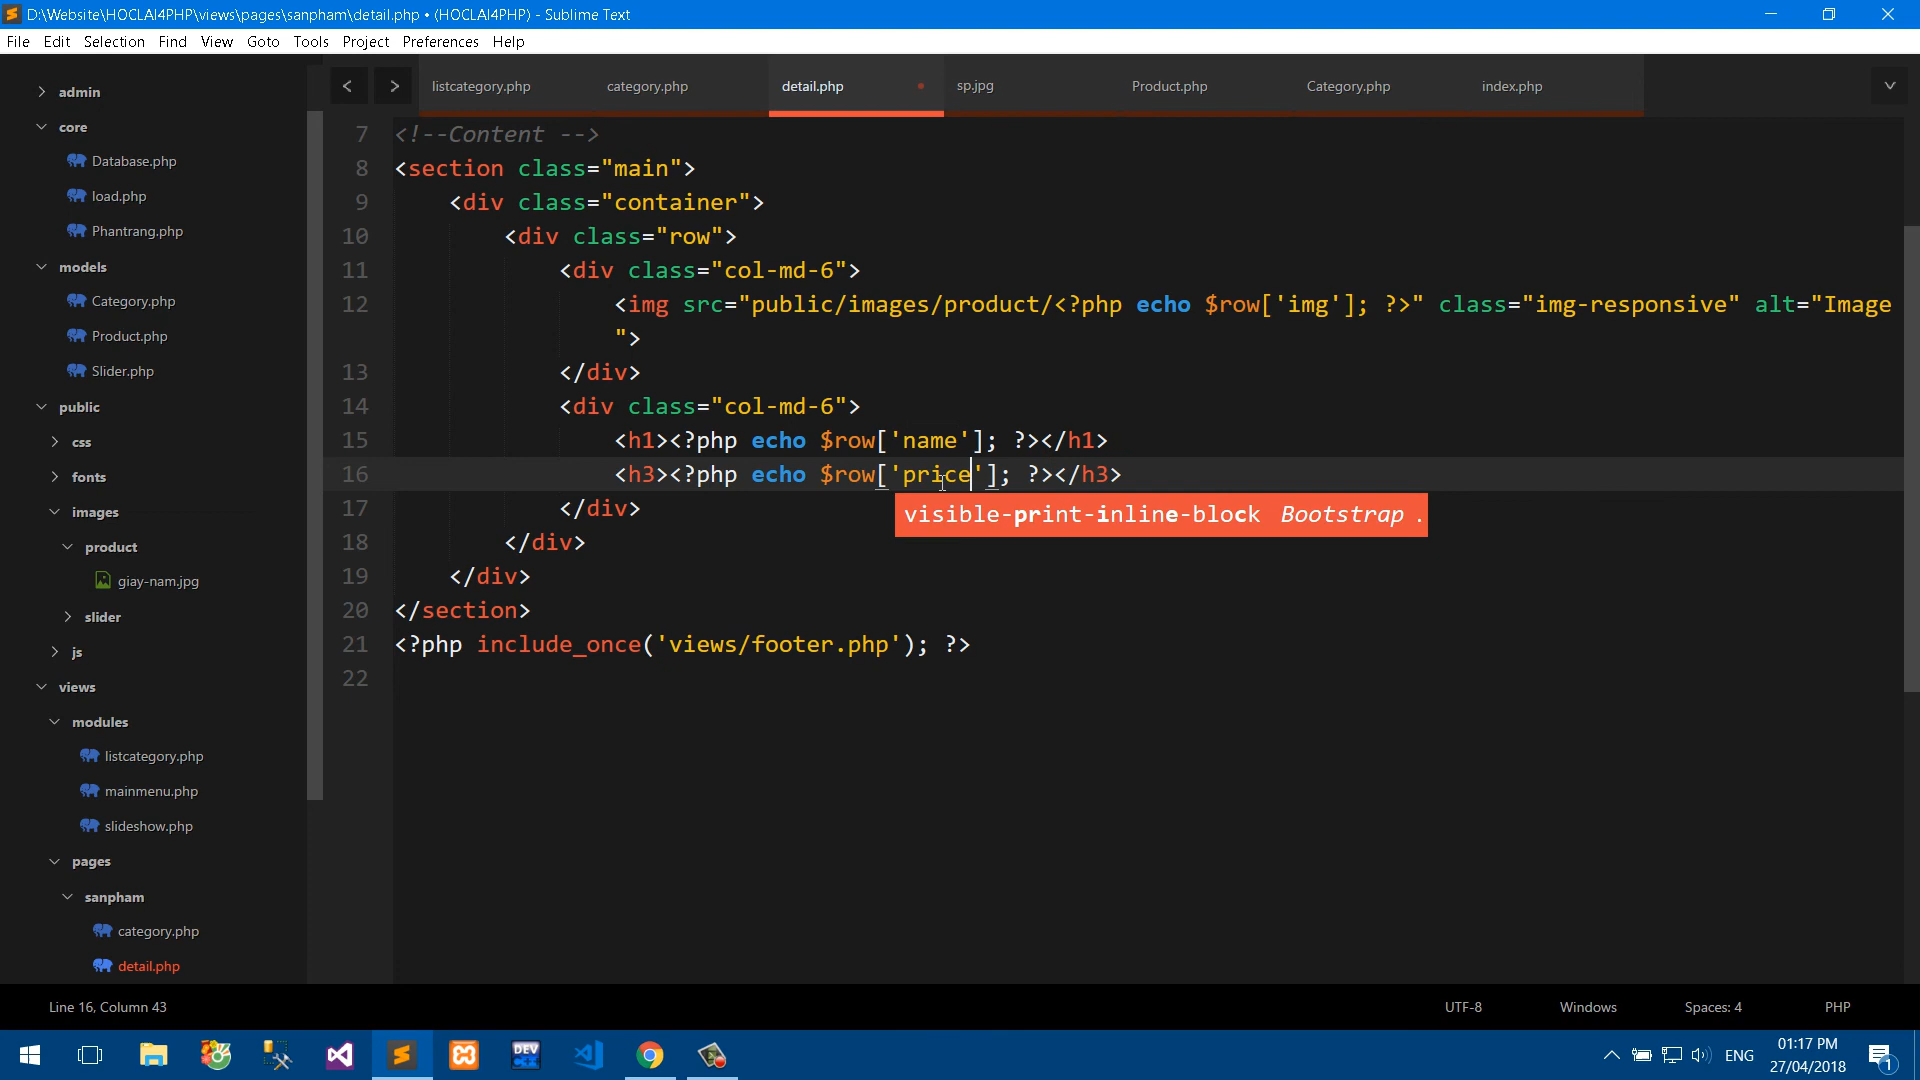 D:\Website\HOCLAI4PHP\views\pages\sanpham\detail.php • (HOCLAI4PHP) - Sublime Text
File Edit Selection Find View Goto Tools Project Preferences Help
admin
core
Database.php
load.php
Phantrang.php
models
Category.php
Product.php
Slider.php
public
css
fonts
images
product
giay-nam.jpg
slider
js
views
modules
listcategory.php
mainmenu.php
slideshow.php
pages
sanpham
category.php
detail.php
listcategory.php category.php detail.php sp.jpg Product.php Category.php index.php
7 <!--Content -->
8 <section class="main">
9 <div class="container">
10 <div class="row">
11 <div class="col-md-6">
12 <img src="public/images/product/<?php echo $row['img']; ?>" class="img-responsive" alt="Image
">
13 </div>
14 <div class="col-md-6">
15 <h1><?php echo $row['name']; ?></h1>
16 <h3><?php echo $row['price']; ?></h3>
visible-print-inline-block Bootstrap .
17 </div>
18 </div>
19 </div>
20 </section>
21 <?php include_once('views/footer.php'); ?>
22
Line 16, Column 43 UTF-8 Windows Spaces: 4 PHP
DEV
ENG
01:17 PM
27/04/2018
1